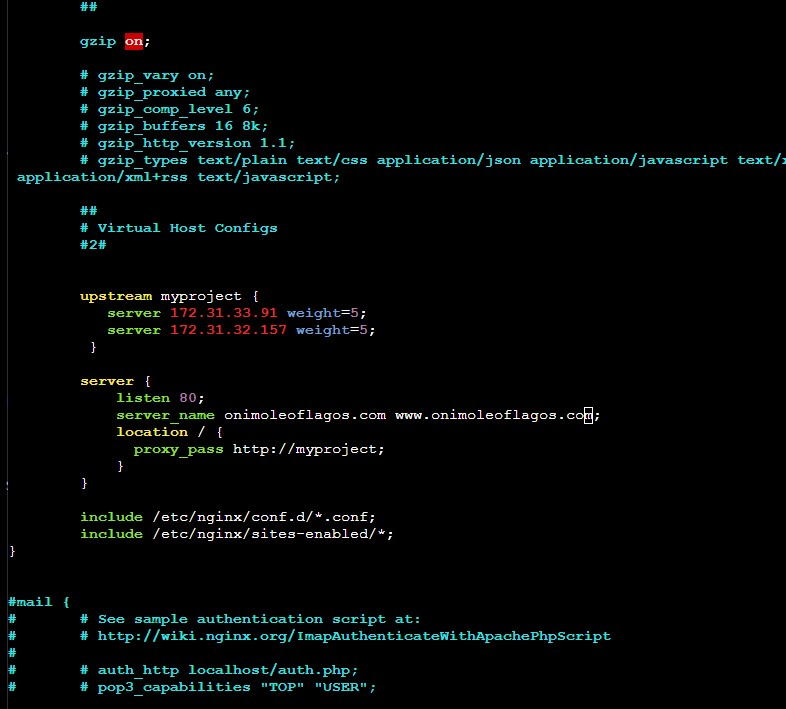 ##
gzip on;
# gzip_vary on;
# gzip_proxied any;
# gzip_comp_level 6;
# gzip_buffers 16 8k;
# gzip_http_version 1.1;
# gzip_types text/plain text/css application/json application/javascript text/x
application/xml+rss text/javascript;
##
# Virtual Host Configs
#2#
upstream myproject {
server 172.31.33.91 weight=5;
server 172.31.32.157 weight=5;
}
server {
listen 80;
server_name onimoleoflagos.com www.onimoleoflagos.com;
location / {
proxy_pass http://myproject;
}
}
include /etc/nginx/conf.d/*.conf;
include /etc/nginx/sites-enabled/*;
}
#mail {
# # See sample authentication script at:
# # http://wiki.nginx.org/ImapAuthenticateWithApachePhpScript
#
# # auth_http localhost/auth.php;
# # pop3_capabilities "TOP" "USER";